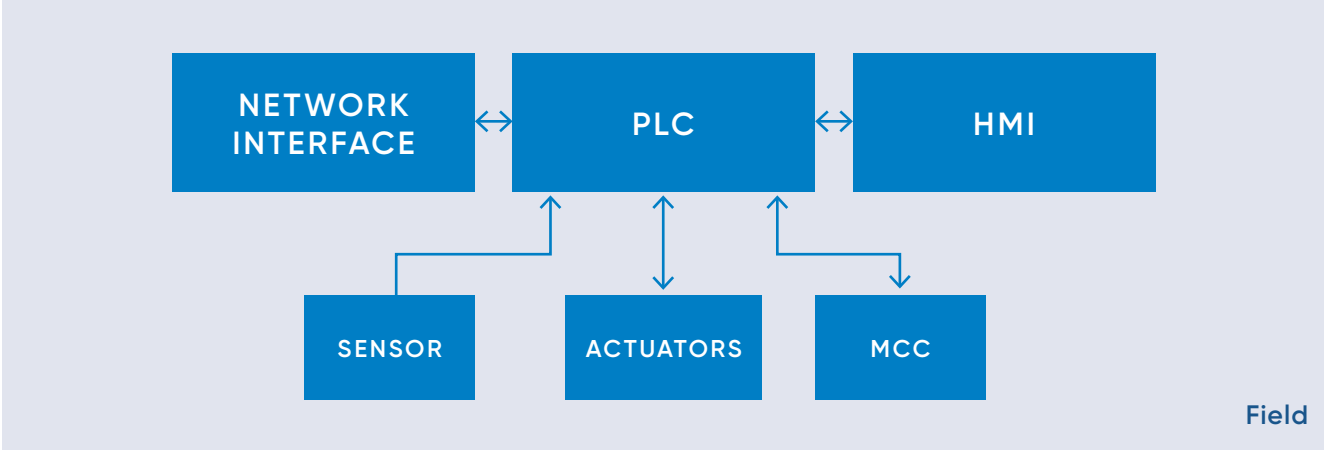 NETWORK
INTERFACE
PLC
HMI
SENSOR
ACTUATORS
MCC
Field